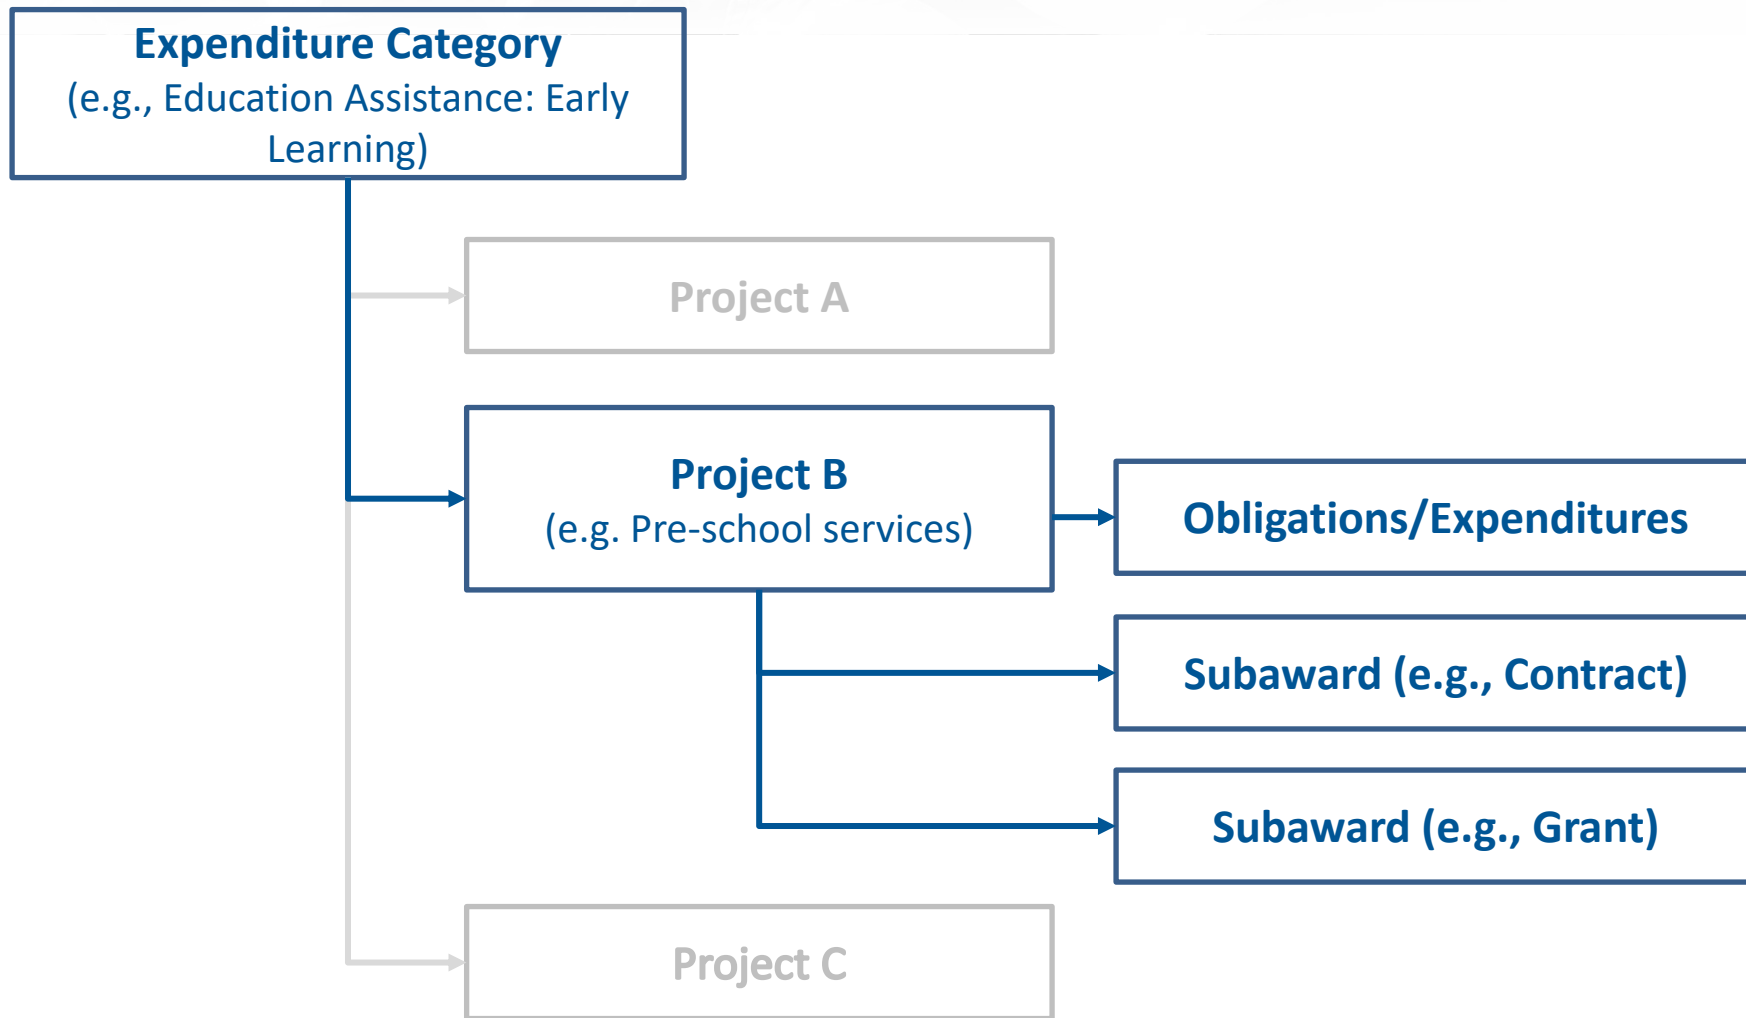 Expenditure Category
(e.g., Education Assistance: Early
Learning)
Project A
Project B
(e.g. Pre-school services)
Obligations/Expenditures
Subaward (e.g., Contract)
Subaward (e.g., Grant)
Project C